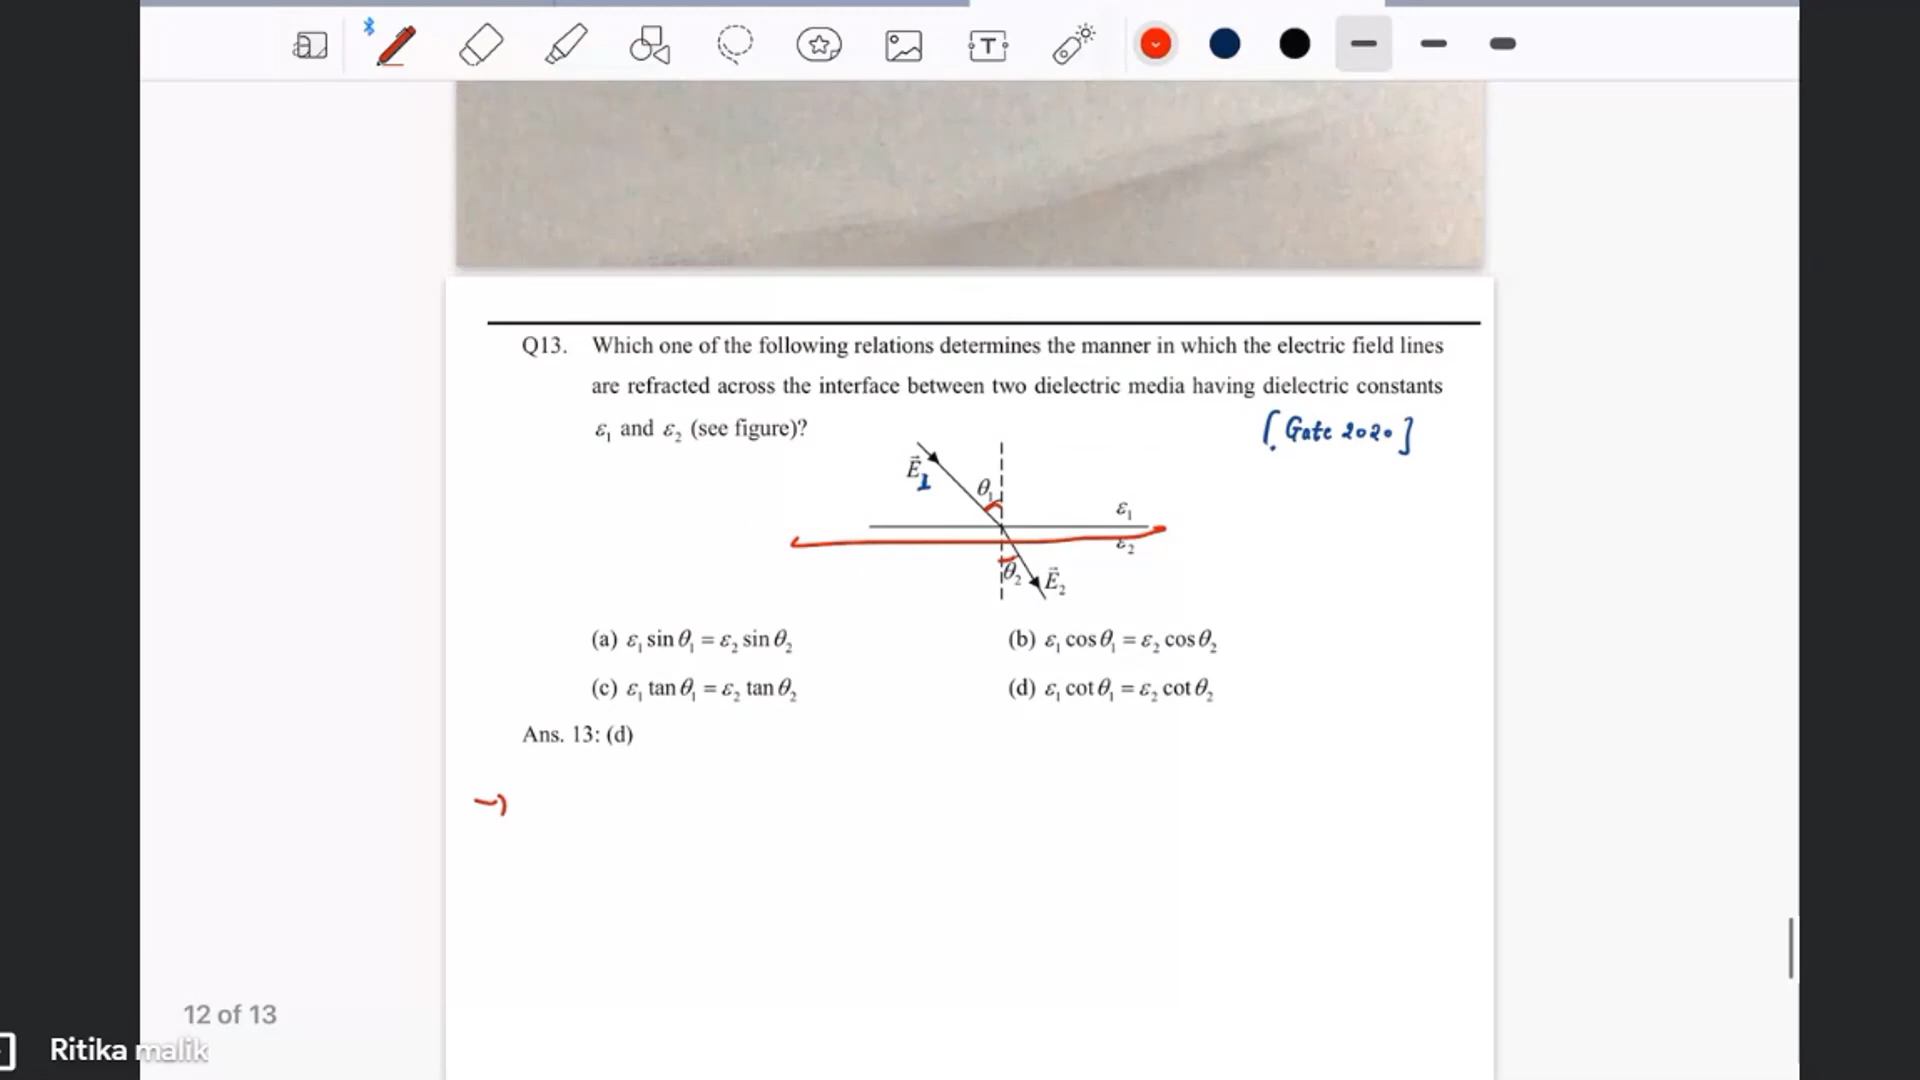 Q13. Which one of the following relations determines the manner in which the electric field lines
are refracted across the interface between two dielectric media having dielectric constants
ε₁ and ε₂ (see figure)?
[Gate 2020]
E⃗1
θ₁
ε₁
ε₂
θ₂
E⃗₂
(a) ε₁ sin θ₁ = ε₂ sin θ₂
(b) ε₁ cos θ₁ = ε₂ cos θ₂
(c) ε₁ tan θ₁ = ε₂ tan θ₂
(d) ε₁ cot θ₁ = ε₂ cot θ₂
Ans. 13: (d)
12 of 13
Ritika malik